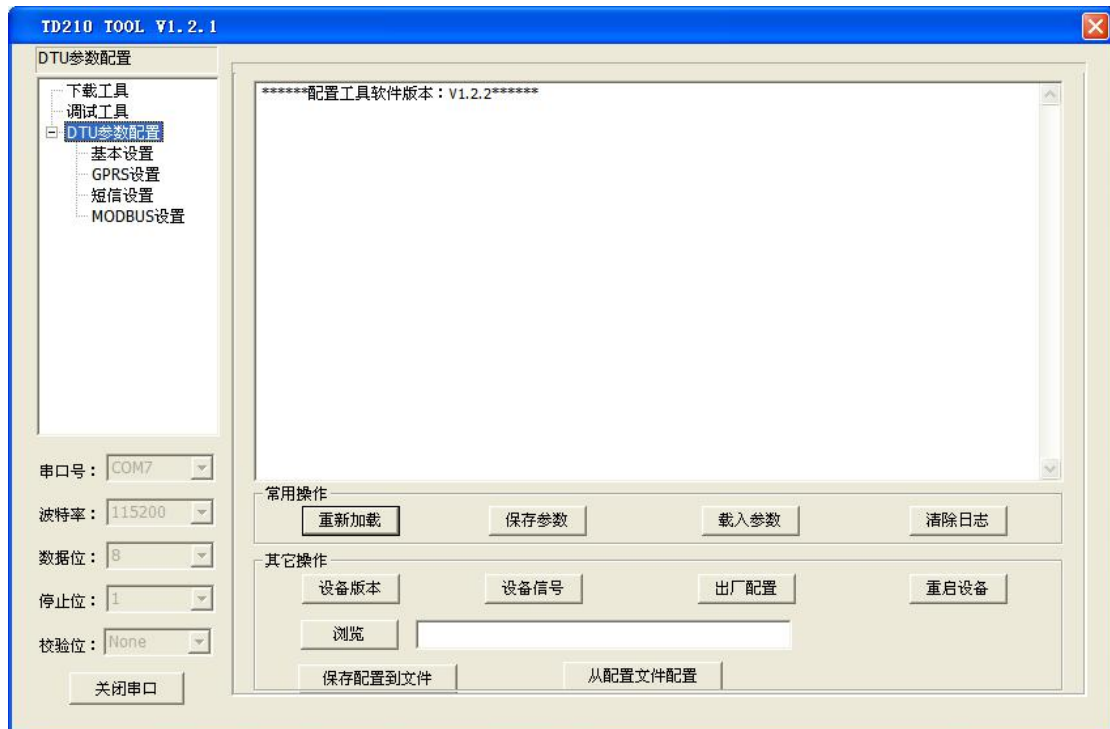 TD210 TOOL V1.2.1
DTU参数配置
下载工具
调试工具
DTU参数配置
基本设置
GPRS设置
短信设置
MODBUS设置
******配置工具软件版本：V1.2.2******
串口号： COM7
波特率： 115200
数据位： 8
停止位： 1
校验位： None
关闭串口
常用操作
重新加载 保存参数 载入参数 清除日志
其它操作
设备版本 设备信号 出厂配置 重启设备
浏览
保存配置到文件 从配置文件配置